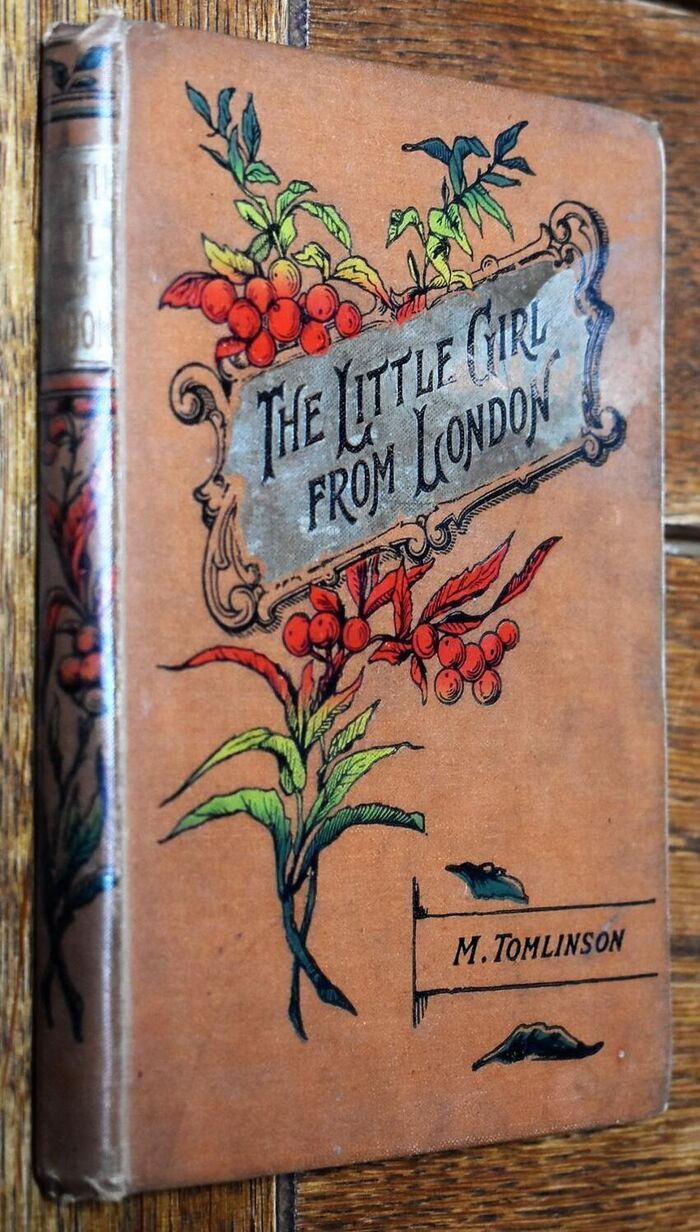 THE LITTLE GIRL
FROM LONDON
M. TOMLINSON